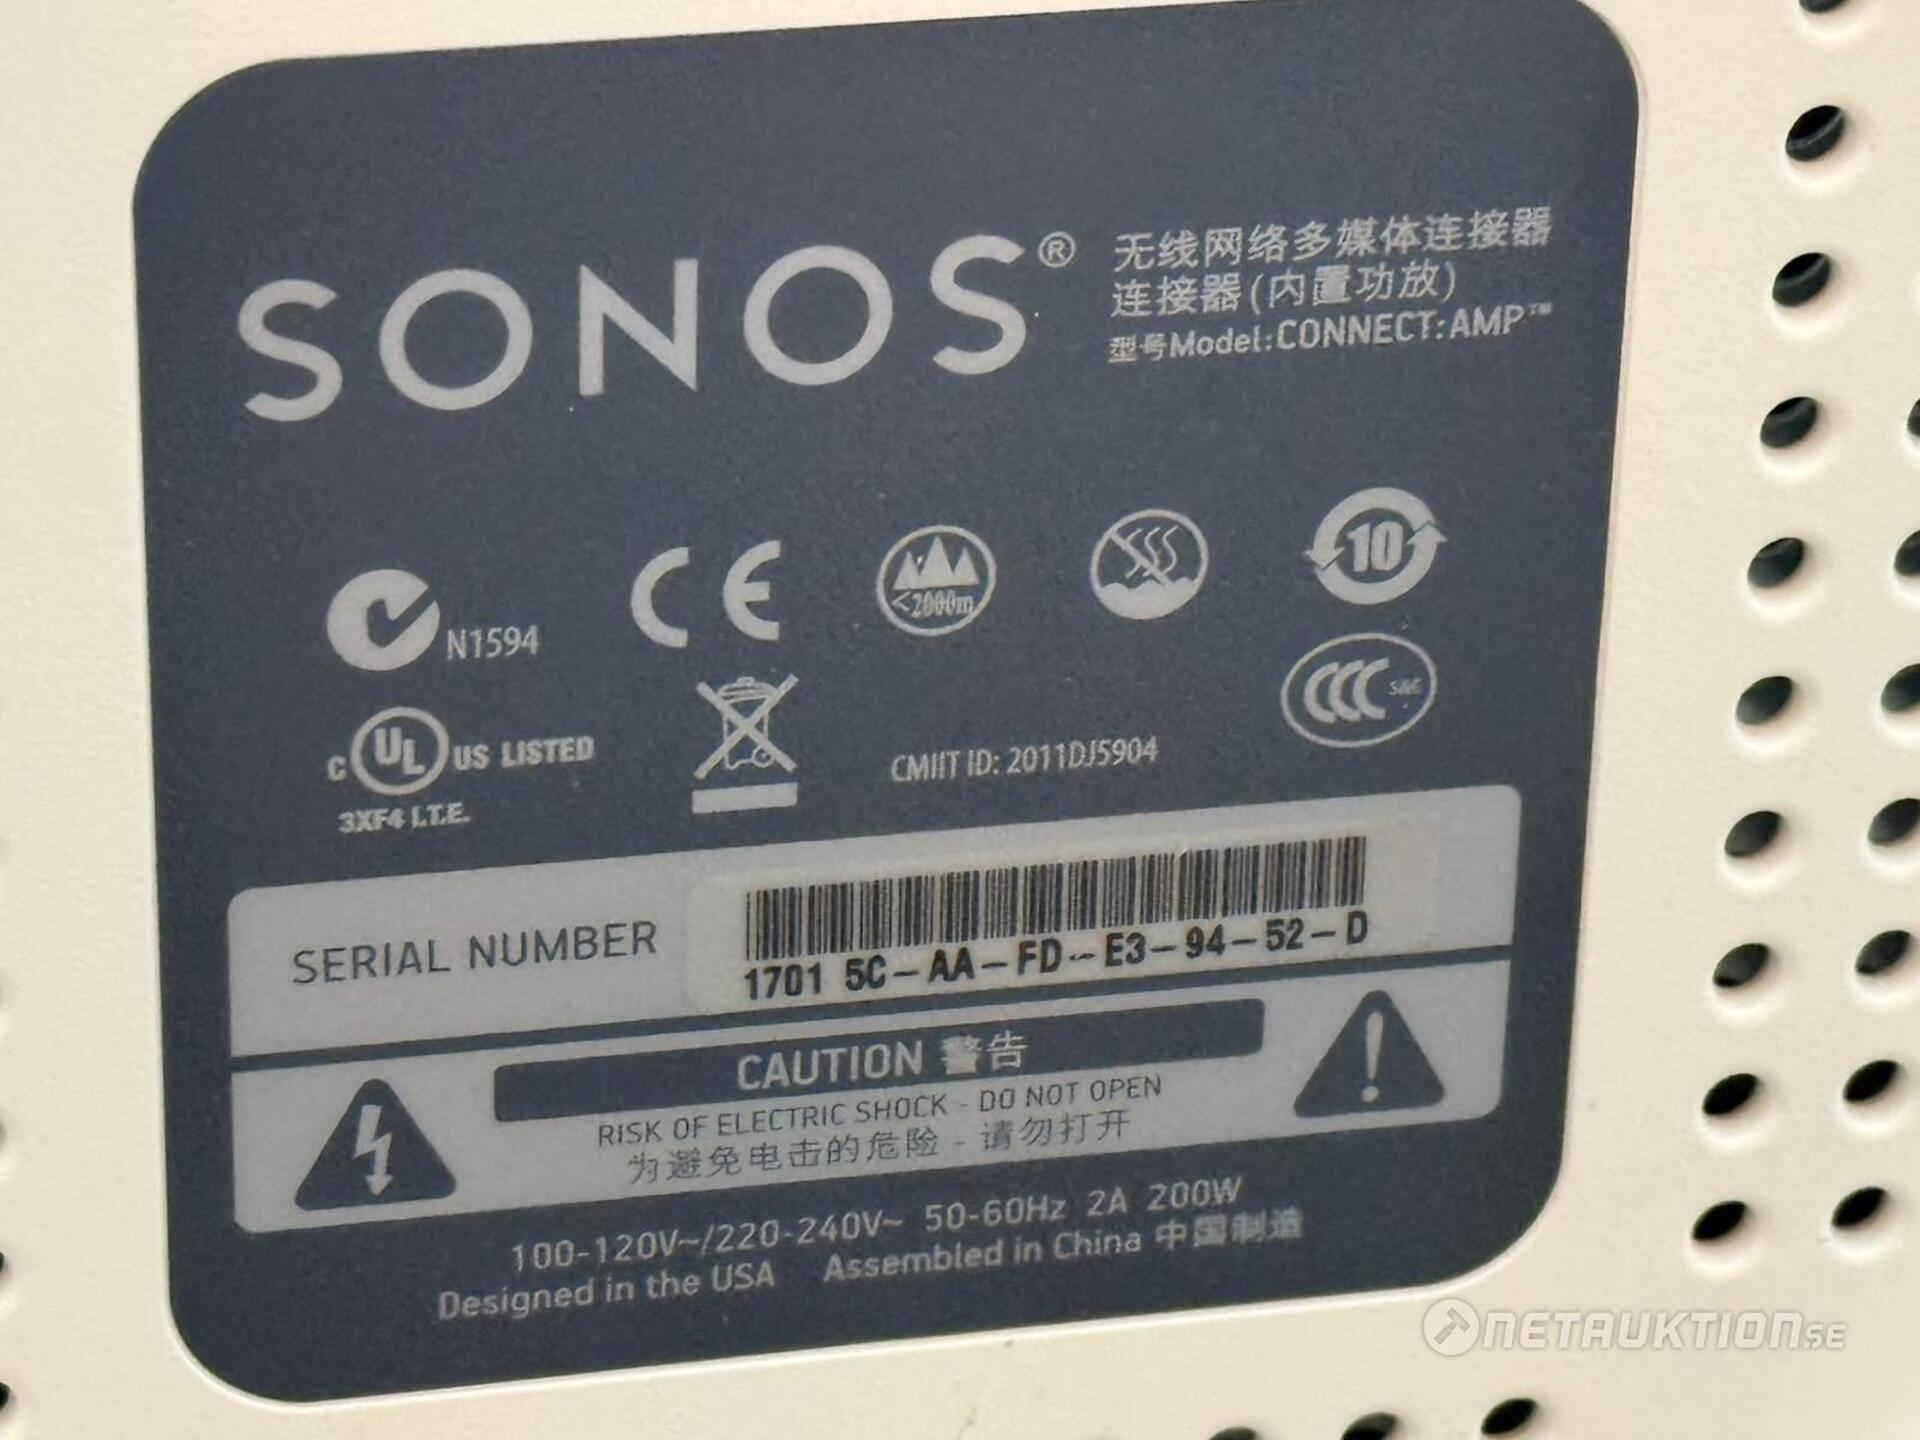 SONOS®
无线网络多媒体连接器
连接器(内置功放)
型号Model:CONNECT:AMP™
<2000m
10
N1594
CE
c UL US LISTED
3XF4 I.T.E.
CMIIT ID: 2011DJ5904
CCC S&E
SERIAL NUMBER
1701 5C-AA-FD-E3-94-52-D
CAUTION 警告
RISK OF ELECTRIC SHOCK - DO NOT OPEN
为避免电击的危险 - 请勿打开
100-120V~/220-240V~ 50-60Hz 2A 200W
Designed in the USA Assembled in China 中国制造
NETAUKTION.SE